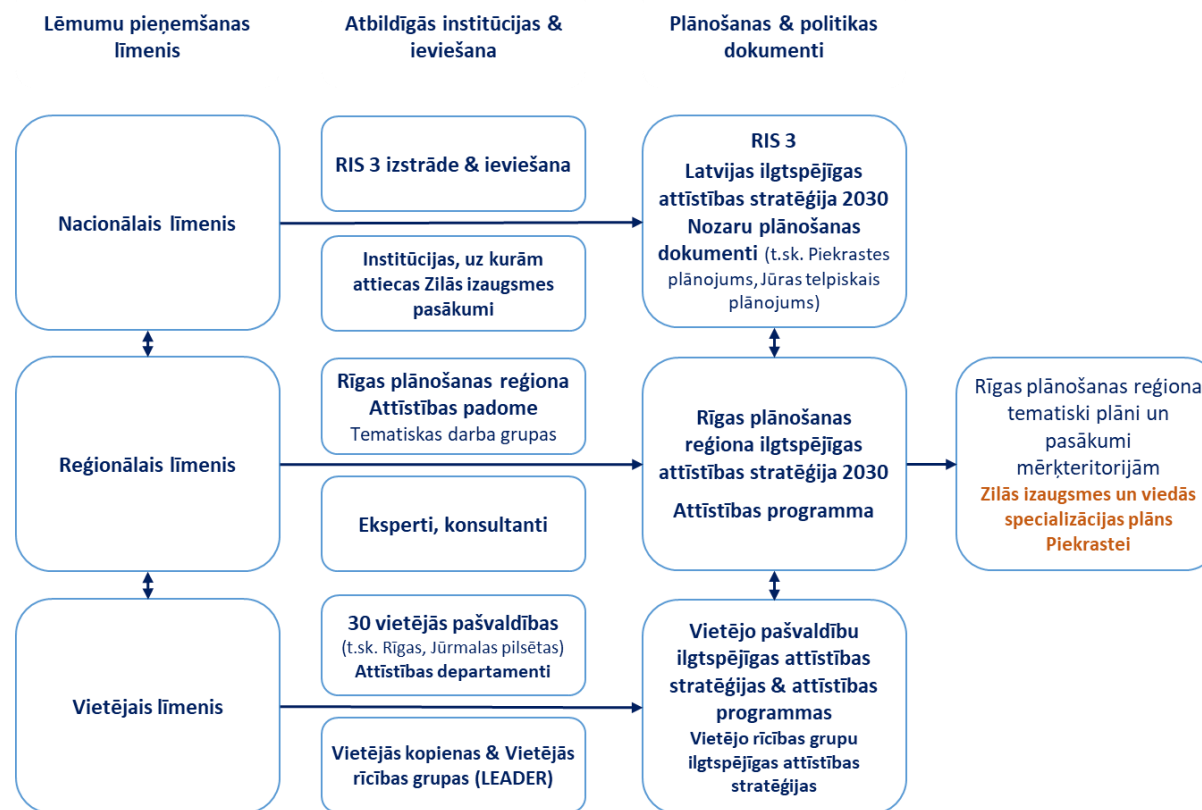 Lēmumu pieņemšanas
līmenis
Atbildīgās institūcijas &
ieviešana
Plānošanas & politikas
dokumenti
Nacionālais līmenis
RIS 3 izstrāde & ieviešana
Institūcijas, uz kurām
attiecas Zilās izaugsmes
pasākumi
RIS 3
Latvijas ilgtspējīgas
attīstības stratēģija 2030
Nozaru plānošanas
dokumenti (t.sk. Piekrastes
plānojums, Jūras telpiskais
plānojums)
Reģionālais līmenis
Rīgas plānošanas reģiona
Attīstības padome
Tematiskas darba grupas
Eksperti, konsultanti
Rīgas plānošanas
reģiona ilgtspējīgas
attīstības stratēģija 2030
Attīstības programma
Rīgas plānošanas reģiona
tematiski plāni un
pasākumi
mērķteritorijām
Zilās izaugsmes un viedās
specializācijas plāns
Piekrastei
Vietējais līmenis
30 vietējās pašvaldības
(t.sk. Rīgas, Jūrmalas pilsētas)
Attīstības departamenti
Vietējās kopienas & Vietējās
rīcības grupas (LEADER)
Vietējo pašvaldību
ilgtspējīgas attīstības
stratēģijas & attīstības
programmas
Vietējo rīcības grupu
ilgtspējīgas attīstības
stratēģijas